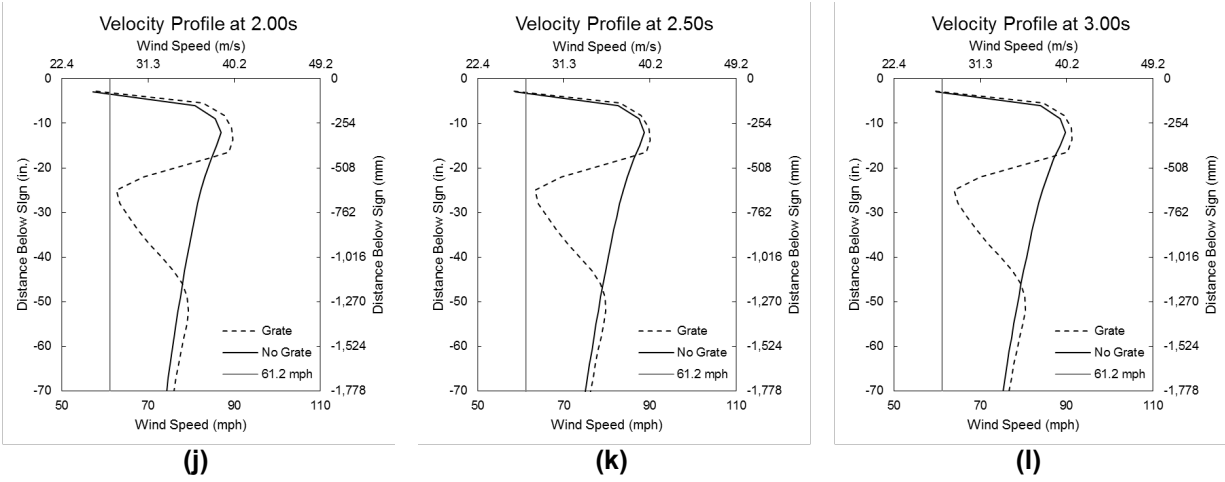 Velocity Profile at 2.00s
Wind Speed (m/s)
22.4 31.3 40.2 49.2
0 0
-10 -254
-20 -508
-30 -762
-40 -1,016
-50 -1,270
-60 -1,524
-70 -1,778
Distance Below SIgn (in.)
Distance Below Sign (mm)
Grate
No Grate
61.2 mph
50 70 90 110
Wind Speed (mph)
(j)
Velocity Profile at 2.50s
Wind Speed (m/s)
22.4 31.3 40.2 49.2
0 0
-10 -254
-20 -508
-30 -762
-40 -1,016
-50 -1,270
-60 -1,524
-70 -1,778
Distance Below SIgn (in.)
Distance Below Sign (mm)
Grate
No Grate
61.2 mph
50 70 90 110
Wind Speed (mph)
(k)
Velocity Profile at 3.00s
Wind Speed (m/s)
22.4 31.3 40.2 49.2
0 0
-10 -254
-20 -508
-30 -762
-40 -1,016
-50 -1,270
-60 -1,524
-70 -1,778
Distance Below SIgn (in.)
Distance Below Sign (mm)
Grate
No Grate
61.2 mph
50 70 90 110
Wind Speed (mph)
(l)